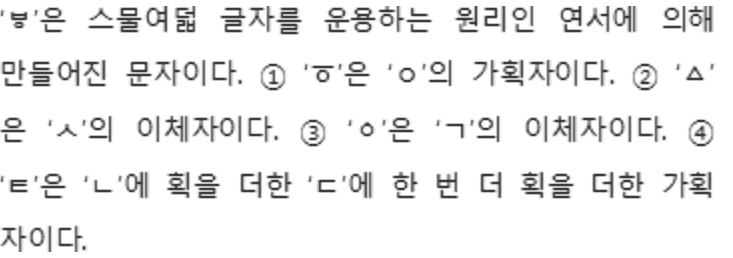 'ㅸ'은 스물여덟 글자를 운용하는 원리인 연서에 의해
만들어진 문자이다. ① 'ㆆ'은 'ㅇ'의 가획자이다. ② 'ㅿ'
은 'ㅅ'의 이체자이다. ③ 'ㆁ'은 'ㄱ'의 이체자이다. ④
'ㅌ'은 'ㄴ'에 획을 더한 'ㄷ'에 한 번 더 획을 더한 가획
자이다.